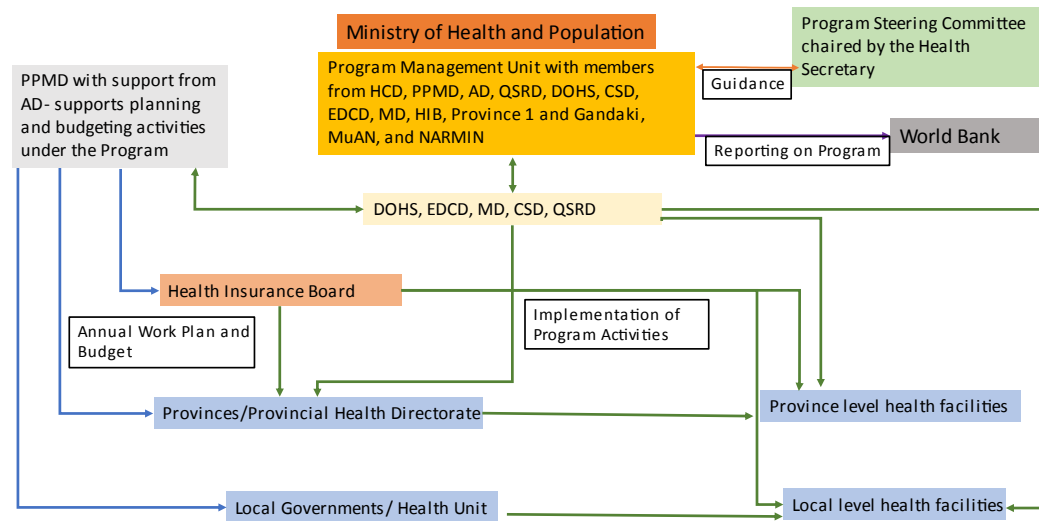 Ministry of Health and Population
Program Steering Committee
chaired by the Health
Secretary
PPMD with support from
AD- supports planning
and budgeting activities
under the Program
Program Management Unit with members
from HCD, PPMD, AD, QSRD, DOHS, CSD,
EDCD, MD, HIB, Province 1 and Gandaki,
MuAN, and NARMIN
Guidance
World Bank
Reporting on Program
DOHS, EDCD, MD, CSD, QSRD
Health Insurance Board
Annual Work Plan and
Budget
Implementation of
Program Activities
Provinces/Provincial Health Directorate
Province level health facilities
Local Governments/ Health Unit
Local level health facilities